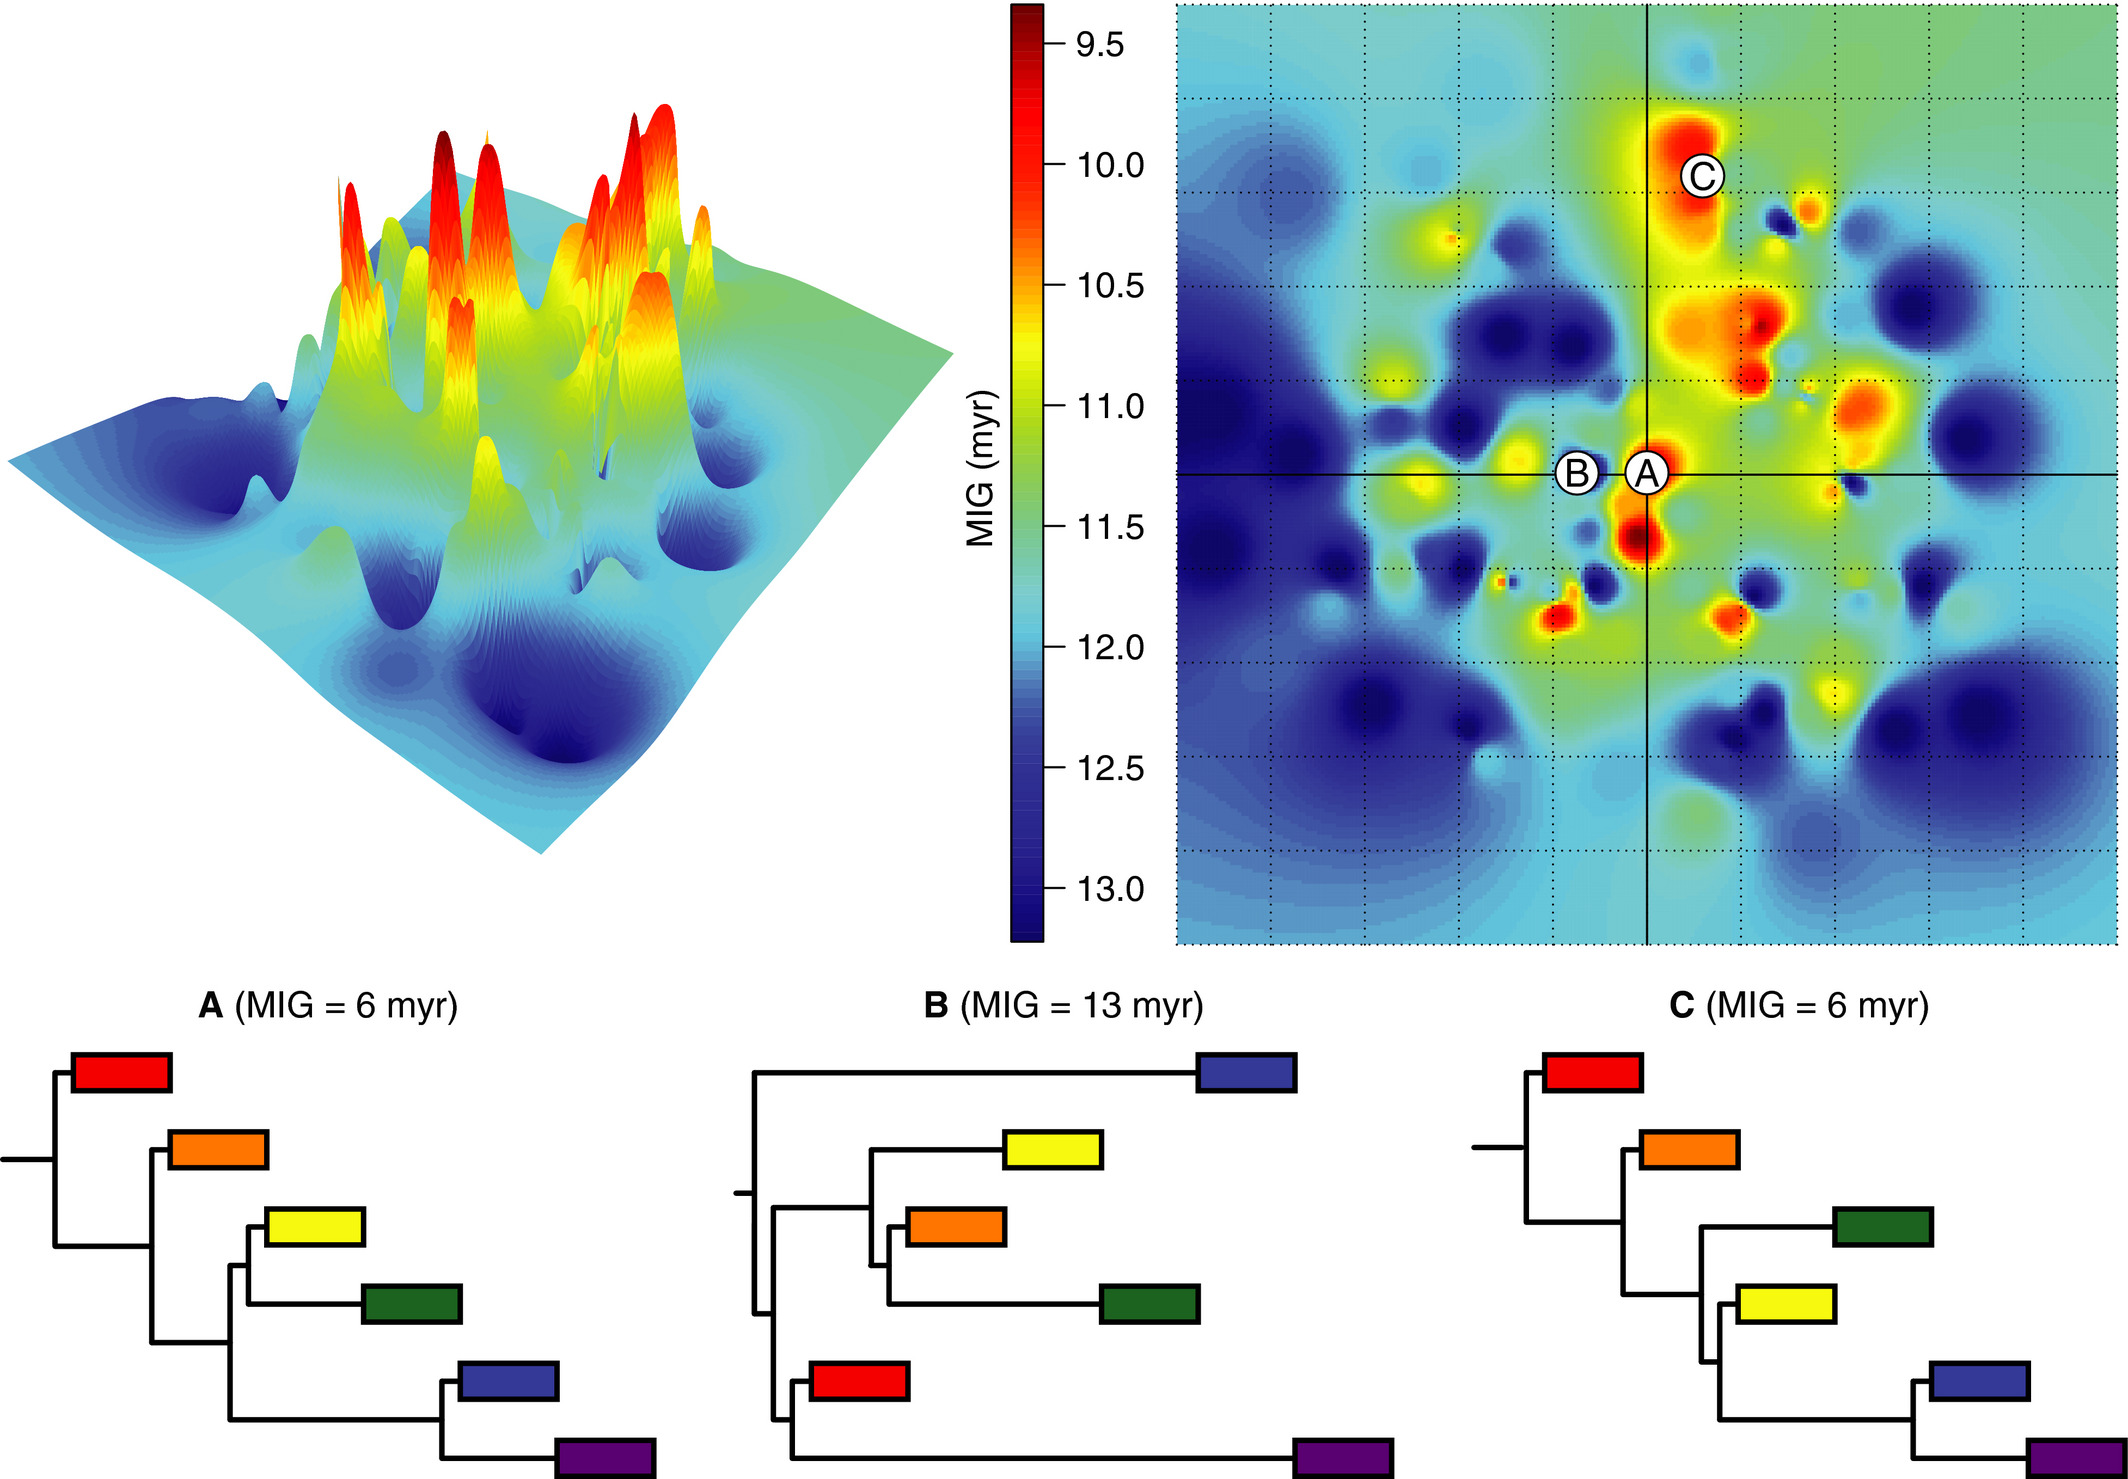 9.5
10.0
10.5
11.0
11.5
12.0
12.5
13.0
MIG (myr)
C
B
A
A (MIG = 6 myr)
B (MIG = 13 myr)
C (MIG = 6 myr)